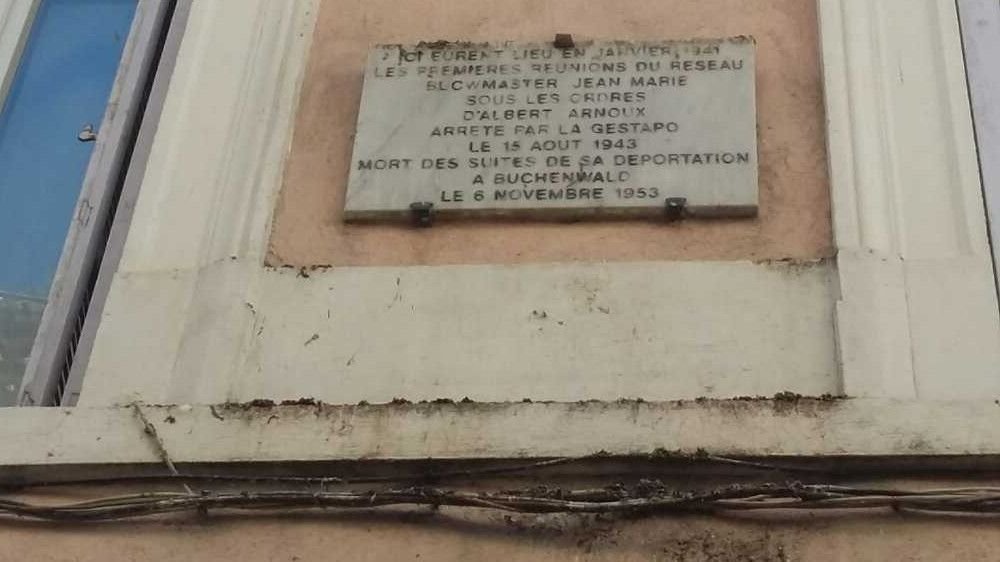 ICI EURENT LIEU EN JANVIER 1941
LES PREMIERES REUNIONS DU RESEAU
BLOWMASTER JEAN MARIE
SOUS LES ORDRES
D'ALBERT ARNOUX
ARRETE PAR LA GESTAPO
LE 15 AOUT 1943
MORT DES SUITES DE SA DEPORTATION
A BUCHENWALD
LE 6 NOVEMBRE 1953